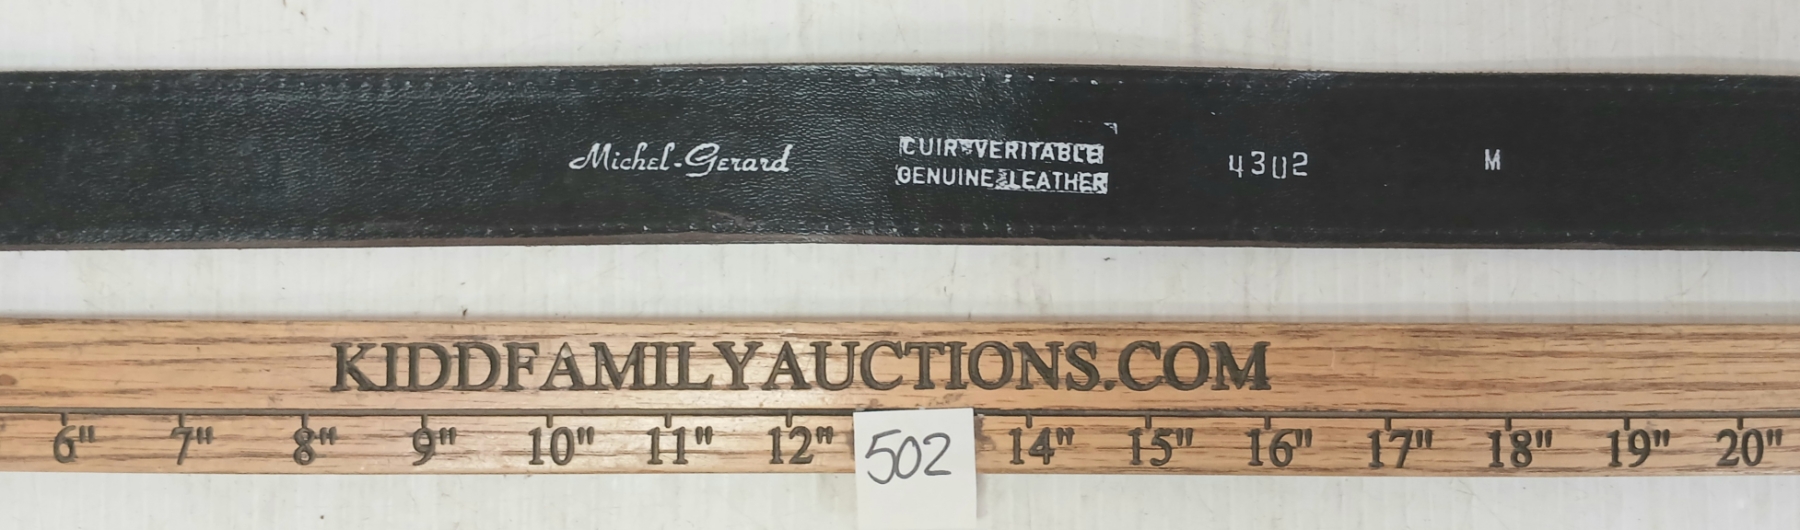 Michel-Gerard
CUIR VERITABLE
GENUINE LEATHER
4302
M
KIDDFAMILYAUCTIONS.COM
6" 7" 8" 9" 10" 11" 12" 14" 15" 16" 17" 18" 19" 20"
502